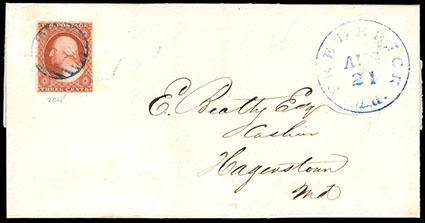 U.S. POSTAGE
THREE CENTS
FREDERICK
AUG
21
Md.
E. Beatty Esq
Cashier
Hagerstown
Md